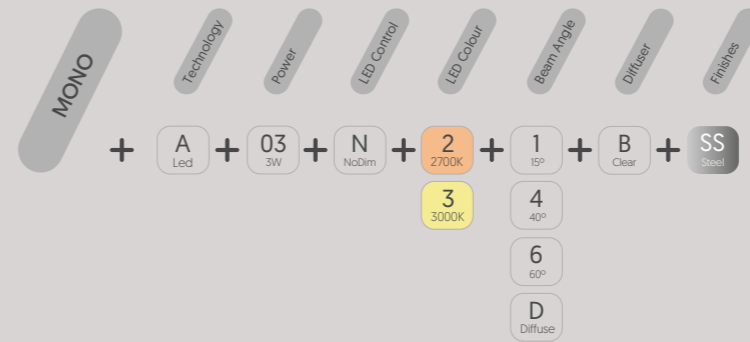 MONO
Technology
Power
LED Control
LED Colour
Beam Angle
Diffuser
Finishes
+ A + 03 + N + 2 + 1 + B + SS
Led 3W NoDim 2700K 15º Clear Steel
3 4
3000K 40º
6
60º
D
Diffuse